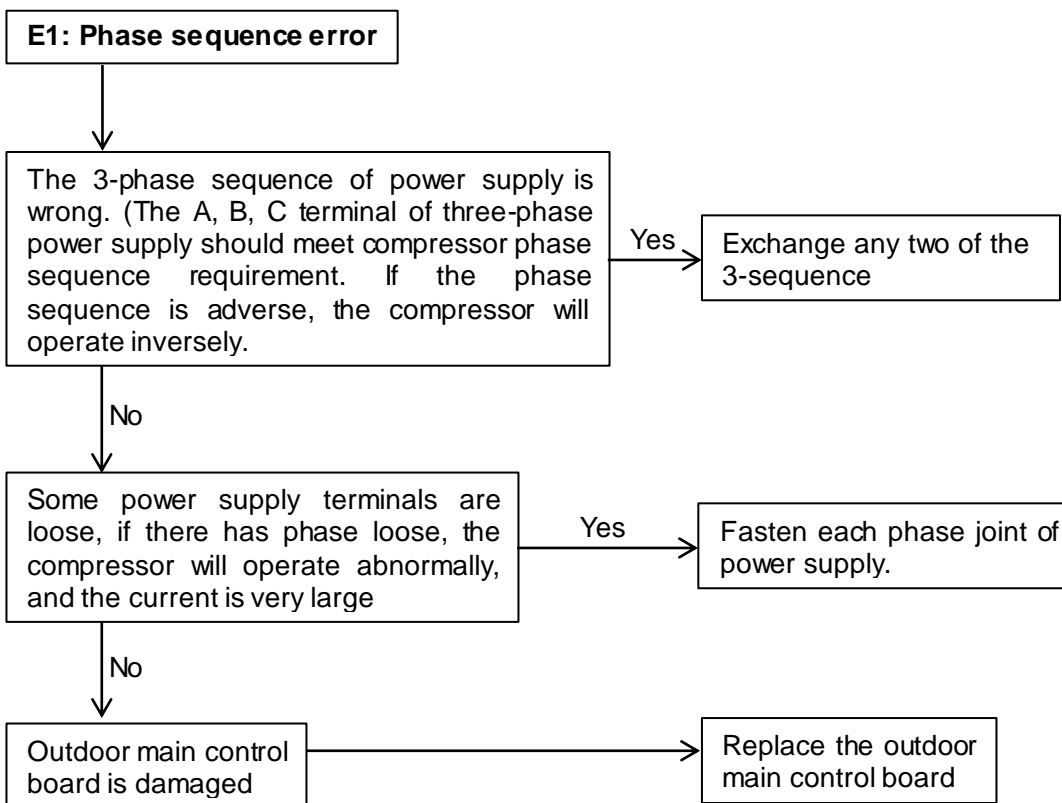 E1: Phase sequence error
The 3-phase sequence of power supply is
wrong. (The A, B, C terminal of three-phase
power supply should meet compressor phase
sequence requirement. If the phase
sequence is adverse, the compressor will
operate inversely.
Yes
Exchange any two of the
3-sequence
No
Some power supply terminals are
loose, if there has phase loose, the
compressor will operate abnormally,
and the current is very large
Yes
Fasten each phase joint of
power supply.
No
Outdoor main control
board is damaged
Replace the outdoor
main control board